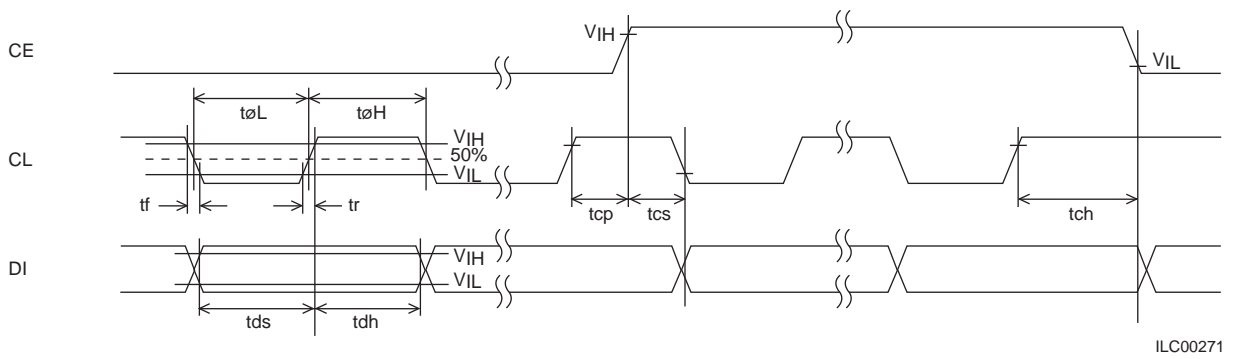 CE
VIH
VIL
tøL
tøH
CL
VIH
50%
VIL
tf
tr
tcp
tcs
tch
DI
VIH
VIL
tds
tdh
ILC00271